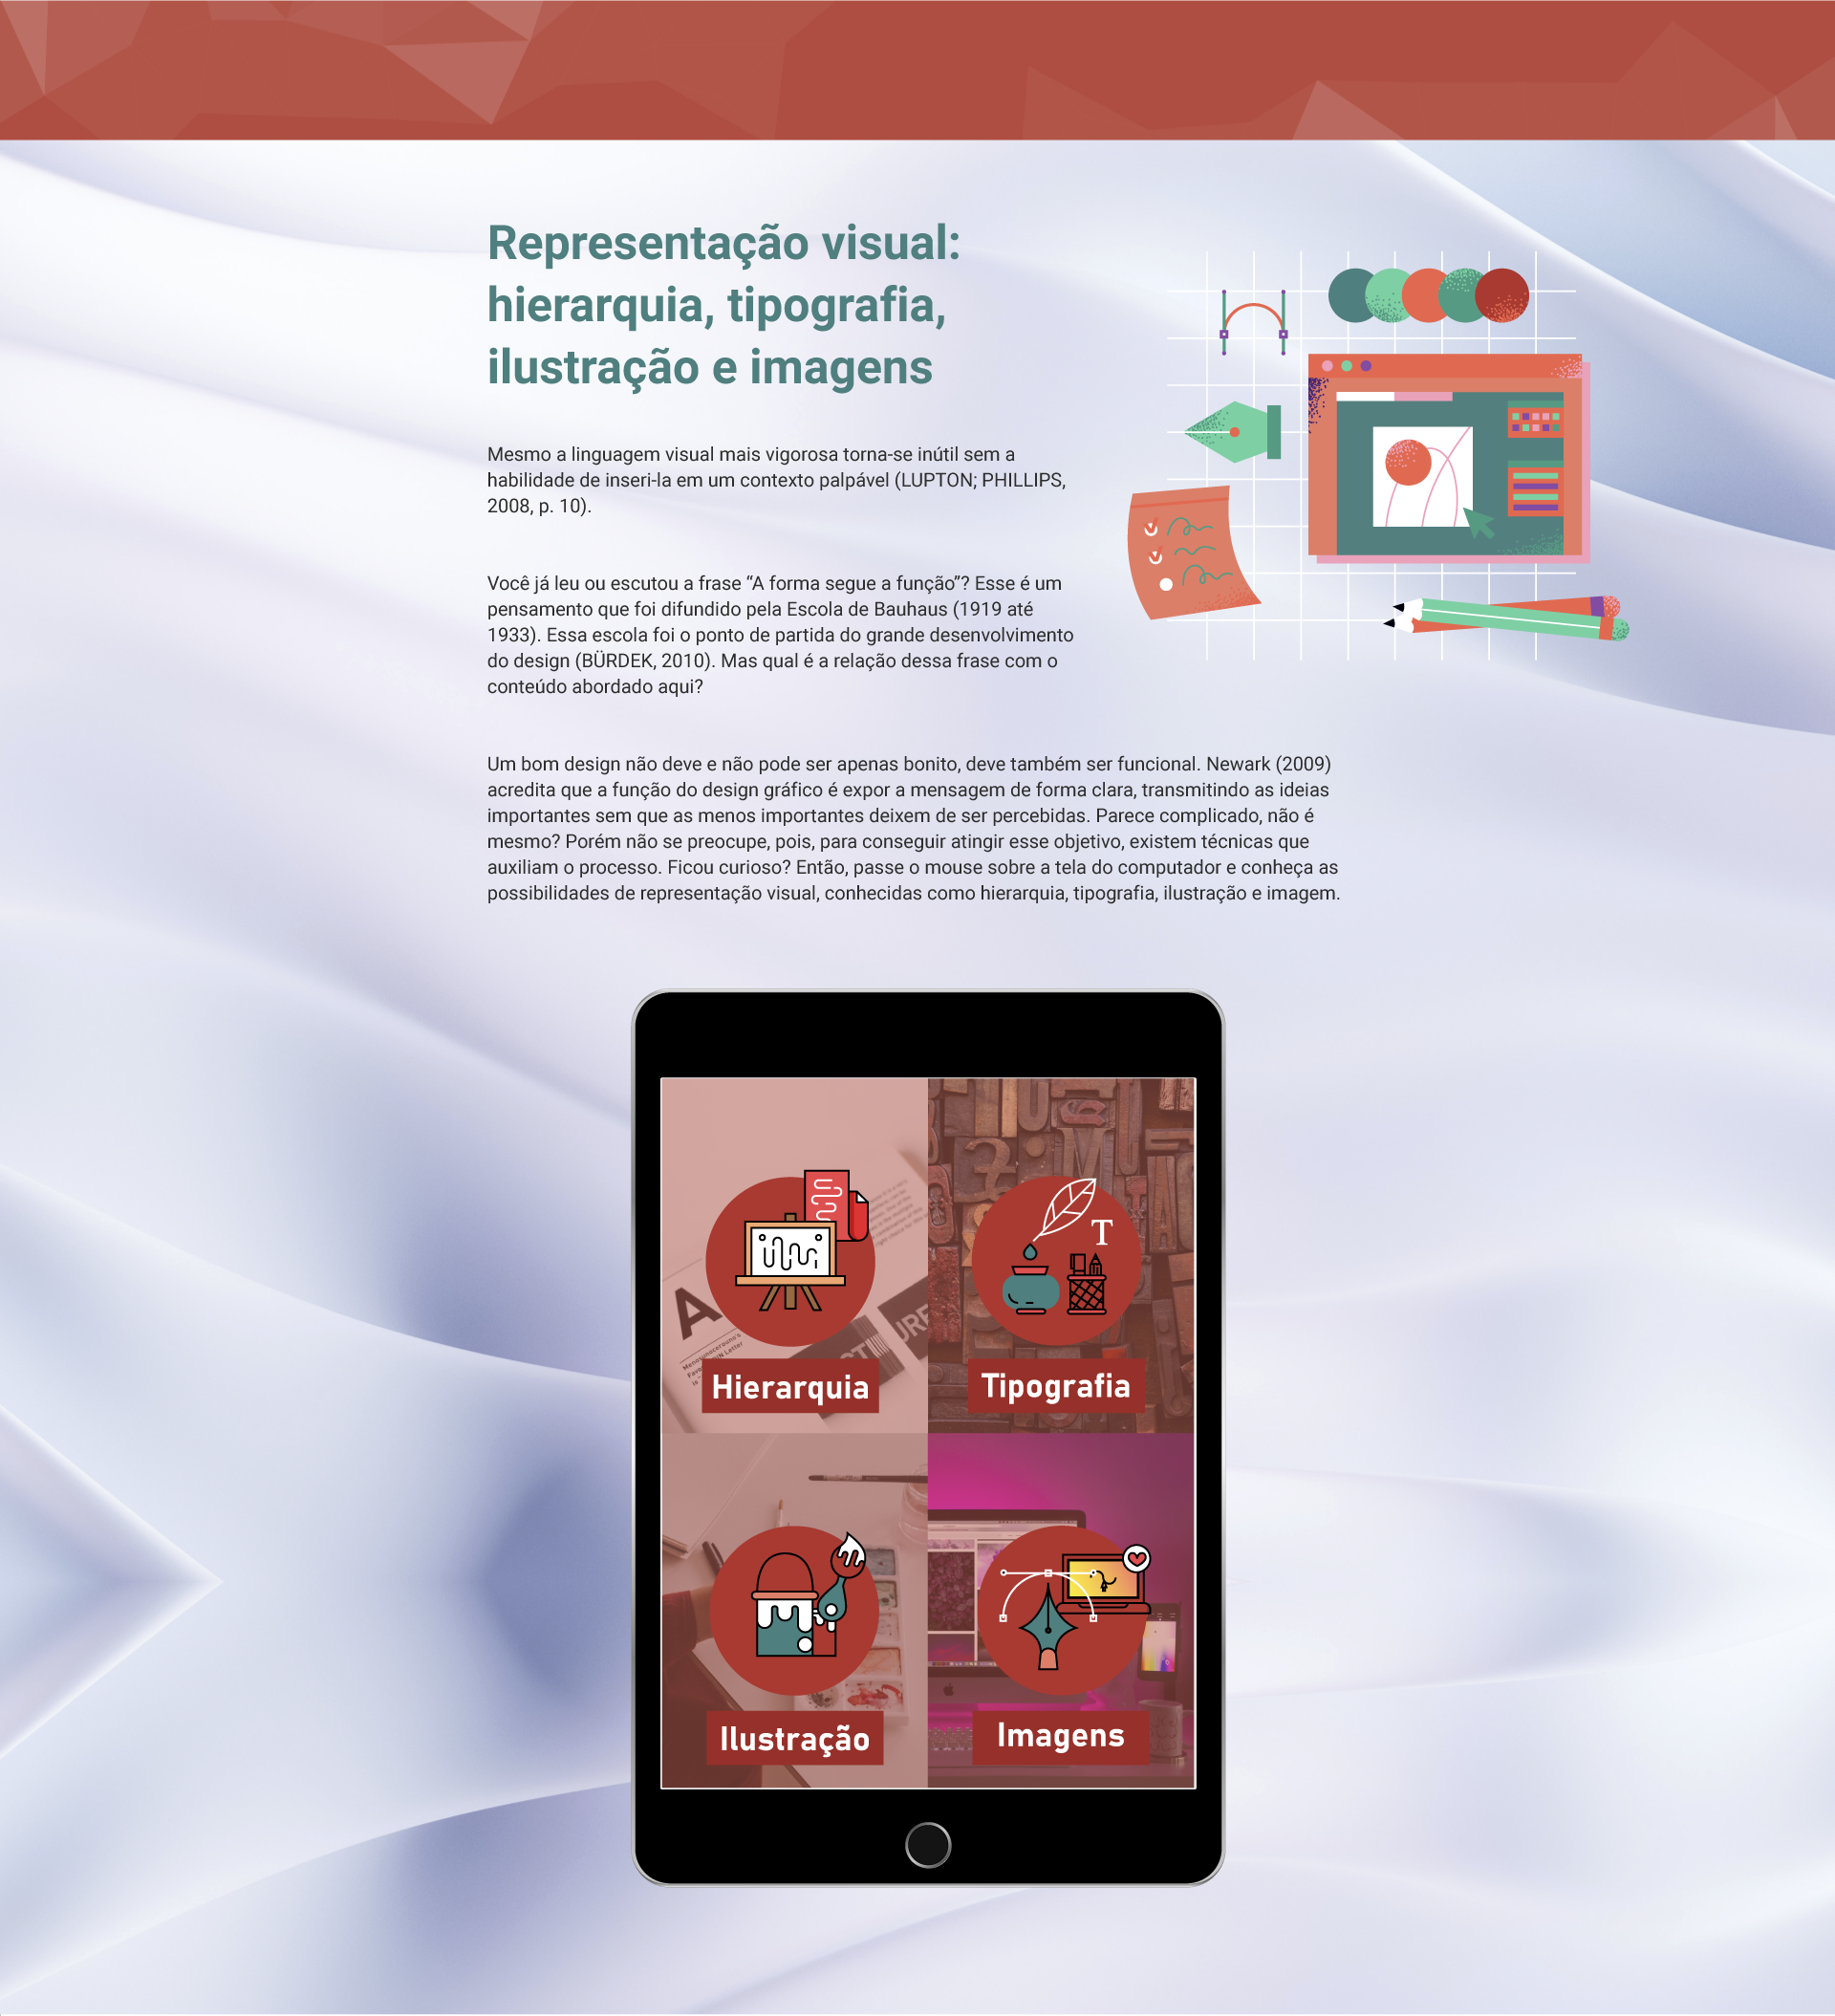 Representação visual:
hierarquia, tipografia,
ilustração e imagens
Mesmo a linguagem visual mais vigorosa torna-se inútil sem a
habilidade de inseri-la em um contexto palpável (LUPTON; PHILLIPS,
2008, p. 10).
Você já leu ou escutou a frase “A forma segue a função”? Esse é um
pensamento que foi difundido pela Escola de Bauhaus (1919 até
1933). Essa escola foi o ponto de partida do grande desenvolvimento
do design (BÜRDEK, 2010). Mas qual é a relação dessa frase com o
conteúdo abordado aqui?
Um bom design não deve e não pode ser apenas bonito, deve também ser funcional. Newark (2009)
acredita que a função do design gráfico é expor a mensagem de forma clara, transmitindo as ideias
importantes sem que as menos importantes deixem de ser percebidas. Parece complicado, não é
mesmo? Porém não se preocupe, pois, para conseguir atingir esse objetivo, existem técnicas que
auxiliam o processo. Ficou curioso? Então, passe o mouse sobre a tela do computador e conheça as
possibilidades de representação visual, conhecidas como hierarquia, tipografia, ilustração e imagem.
T
Hierarquia
Tipografia
Ilustração
Imagens